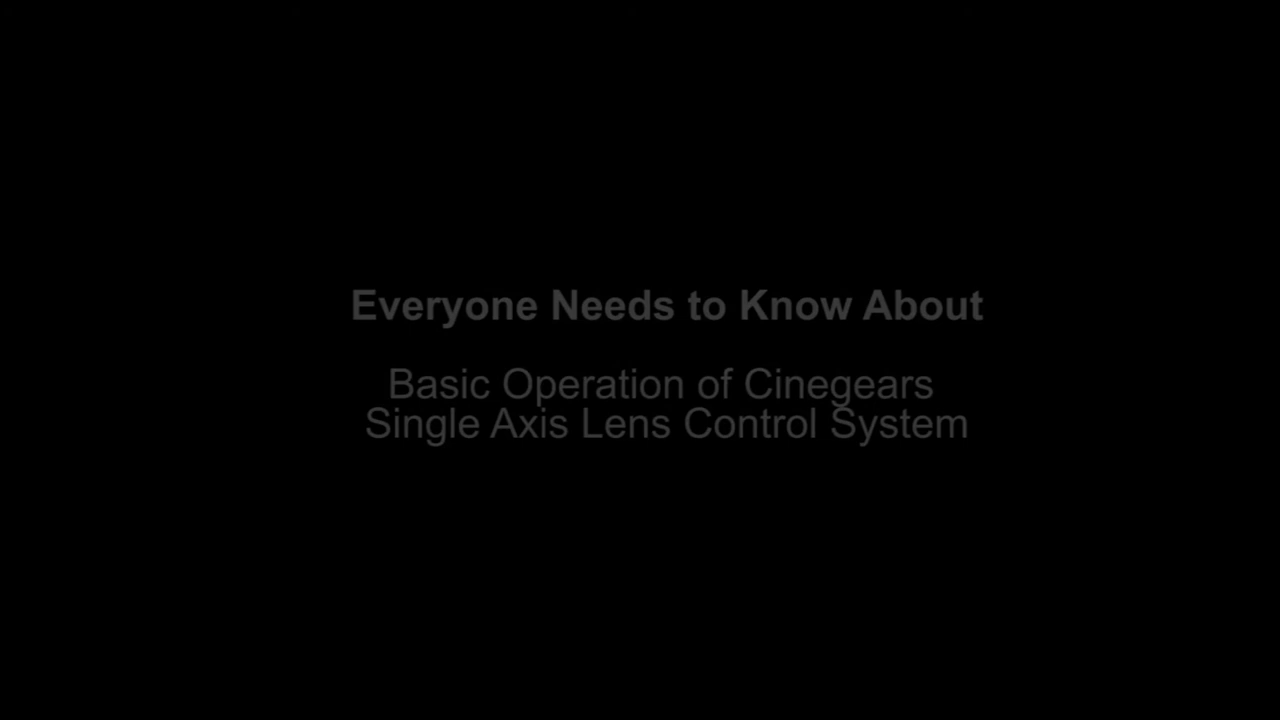 Everyone Needs to Know About
Basic Operation of Cinegears
Single Axis Lens Control System